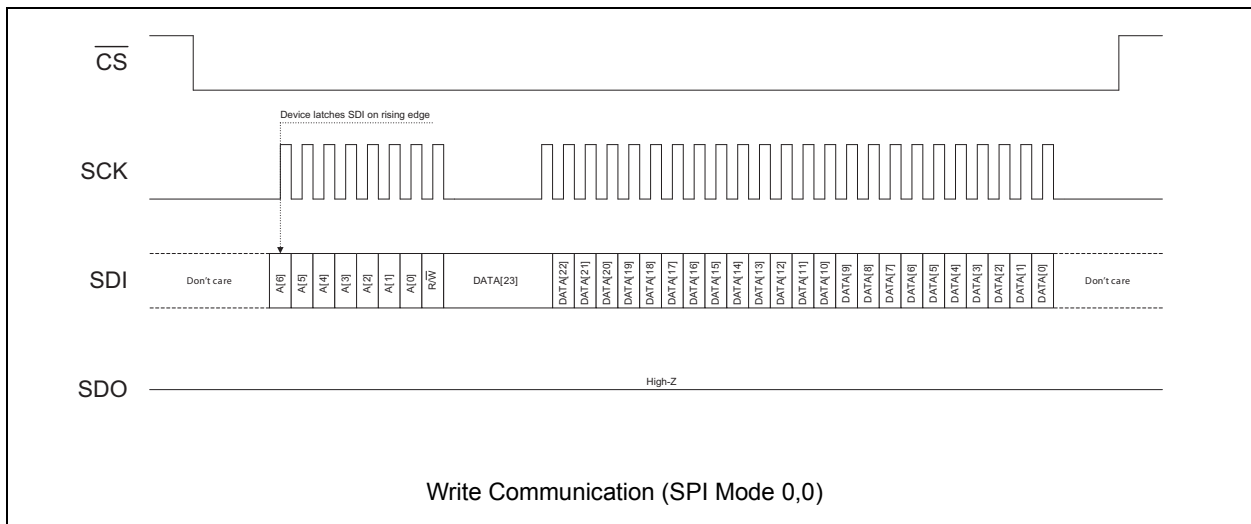 CS
Device latches SDI on rising edge
SCK
SDI
Don't care
A[6]
A[5]
A[4]
A[3]
A[2]
A[1]
A[0]
R/W
DATA[23]
DATA[22]
DATA[21]
DATA[20]
DATA[19]
DATA[18]
DATA[17]
DATA[16]
DATA[15]
DATA[14]
DATA[13]
DATA[12]
DATA[11]
DATA[10]
DATA[9]
DATA[8]
DATA[7]
DATA[6]
DATA[5]
DATA[4]
DATA[3]
DATA[2]
DATA[1]
DATA[0]
Don't care
SDO
High-Z
Write Communication (SPI Mode 0,0)